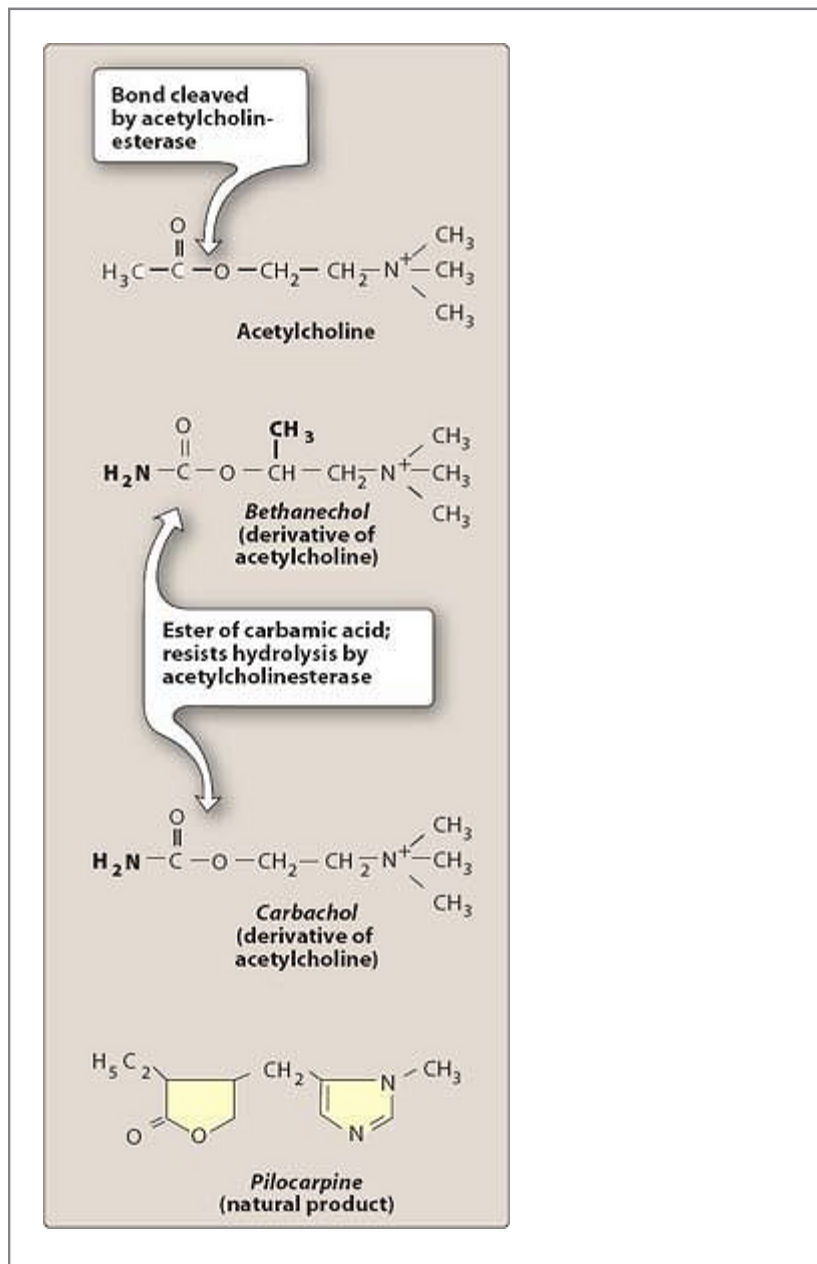 Bond cleaved
by acetylcholin-
esterase
O
H₃C—C—O—CH₂—CH₂—N⁺—CH₃
CH₃
CH₃
Acetylcholine
O
CH₃
H₂N—C—O—CH—CH₂—N⁺—CH₃
CH₃
CH₃
Bethanechol
(derivative of
acetylcholine)
Ester of carbamic acid;
resists hydrolysis by
acetylcholinesterase
O
H₂N—C—O—CH₂—CH₂—N⁺—CH₃
CH₃
CH₃
Carbachol
(derivative of
acetylcholine)
H₅C₂
CH₂
N
CH₃
O
O
N
Pilocarpine
(natural product)